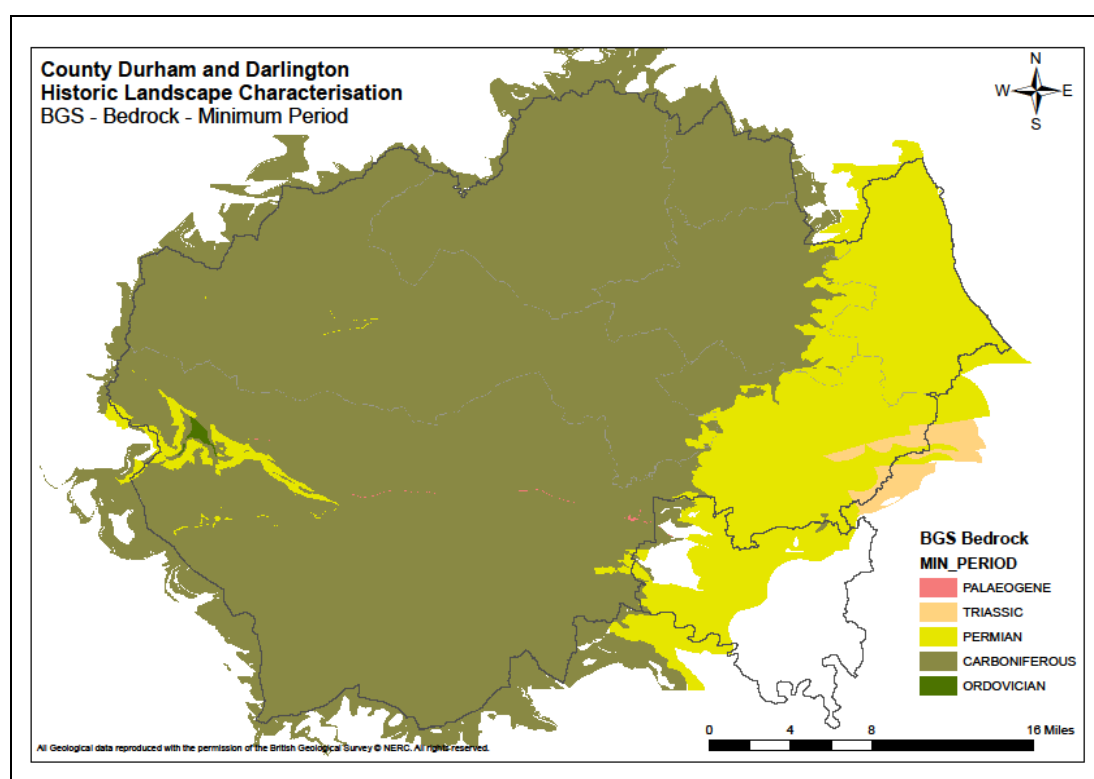 County Durham and Darlington
Historic Landscape Characterisation
BGS - Bedrock - Minimum Period
N
W E
S
BGS Bedrock
MIN_PERIOD
PALAEOGENE
TRIASSIC
PERMIAN
CARBONIFEROUS
ORDOVICIAN
0 4 8 16 Miles
All Geological data reproduced with the permission of the British Geological Survey © NERC. All rights reserved.